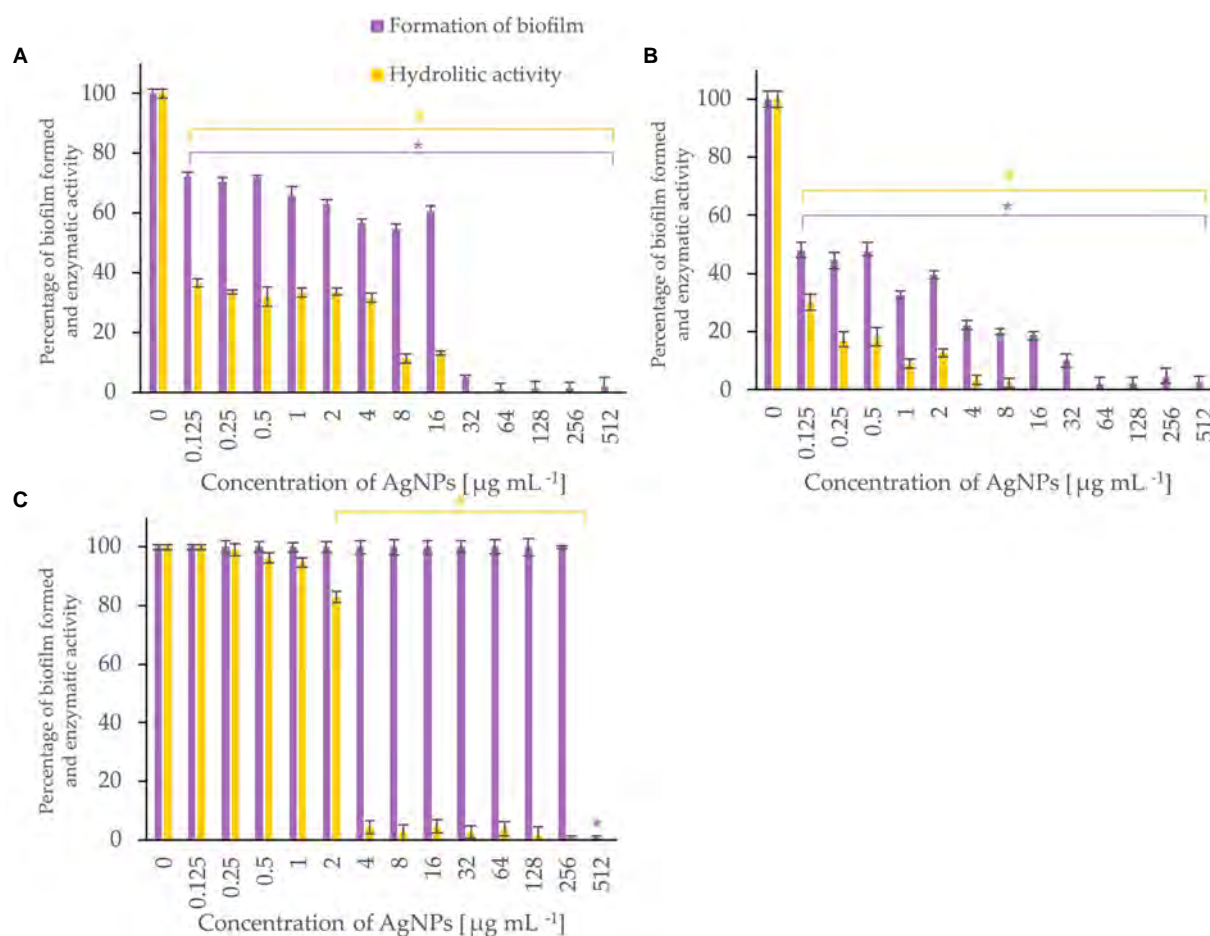 Formation of biofilm
Hydrolitic activity
A
Percentage of biofilm formed
and enzymatic activity
100
80
60
40
20
0
*
*
0 0.125 0.25 0.5 1 2 4 8 16 32 64 128 256 512
Concentration of AgNPs [ µg mL -1]
B
Percentage of biofilm formed
and enzymatic activity
100
80
60
40
20
0
*
*
0 0.125 0.25 0.5 1 2 4 8 16 32 64 128 256 512
Concentration of AgNPs [ µg mL -1]
C
Percentage of biofilm formed
and enzymatic activity
100
80
60
40
20
0
*
*
0 0.125 0.25 0.5 1 2 4 8 16 32 64 128 256 512
Concentration of AgNPs [ µg mL -1]